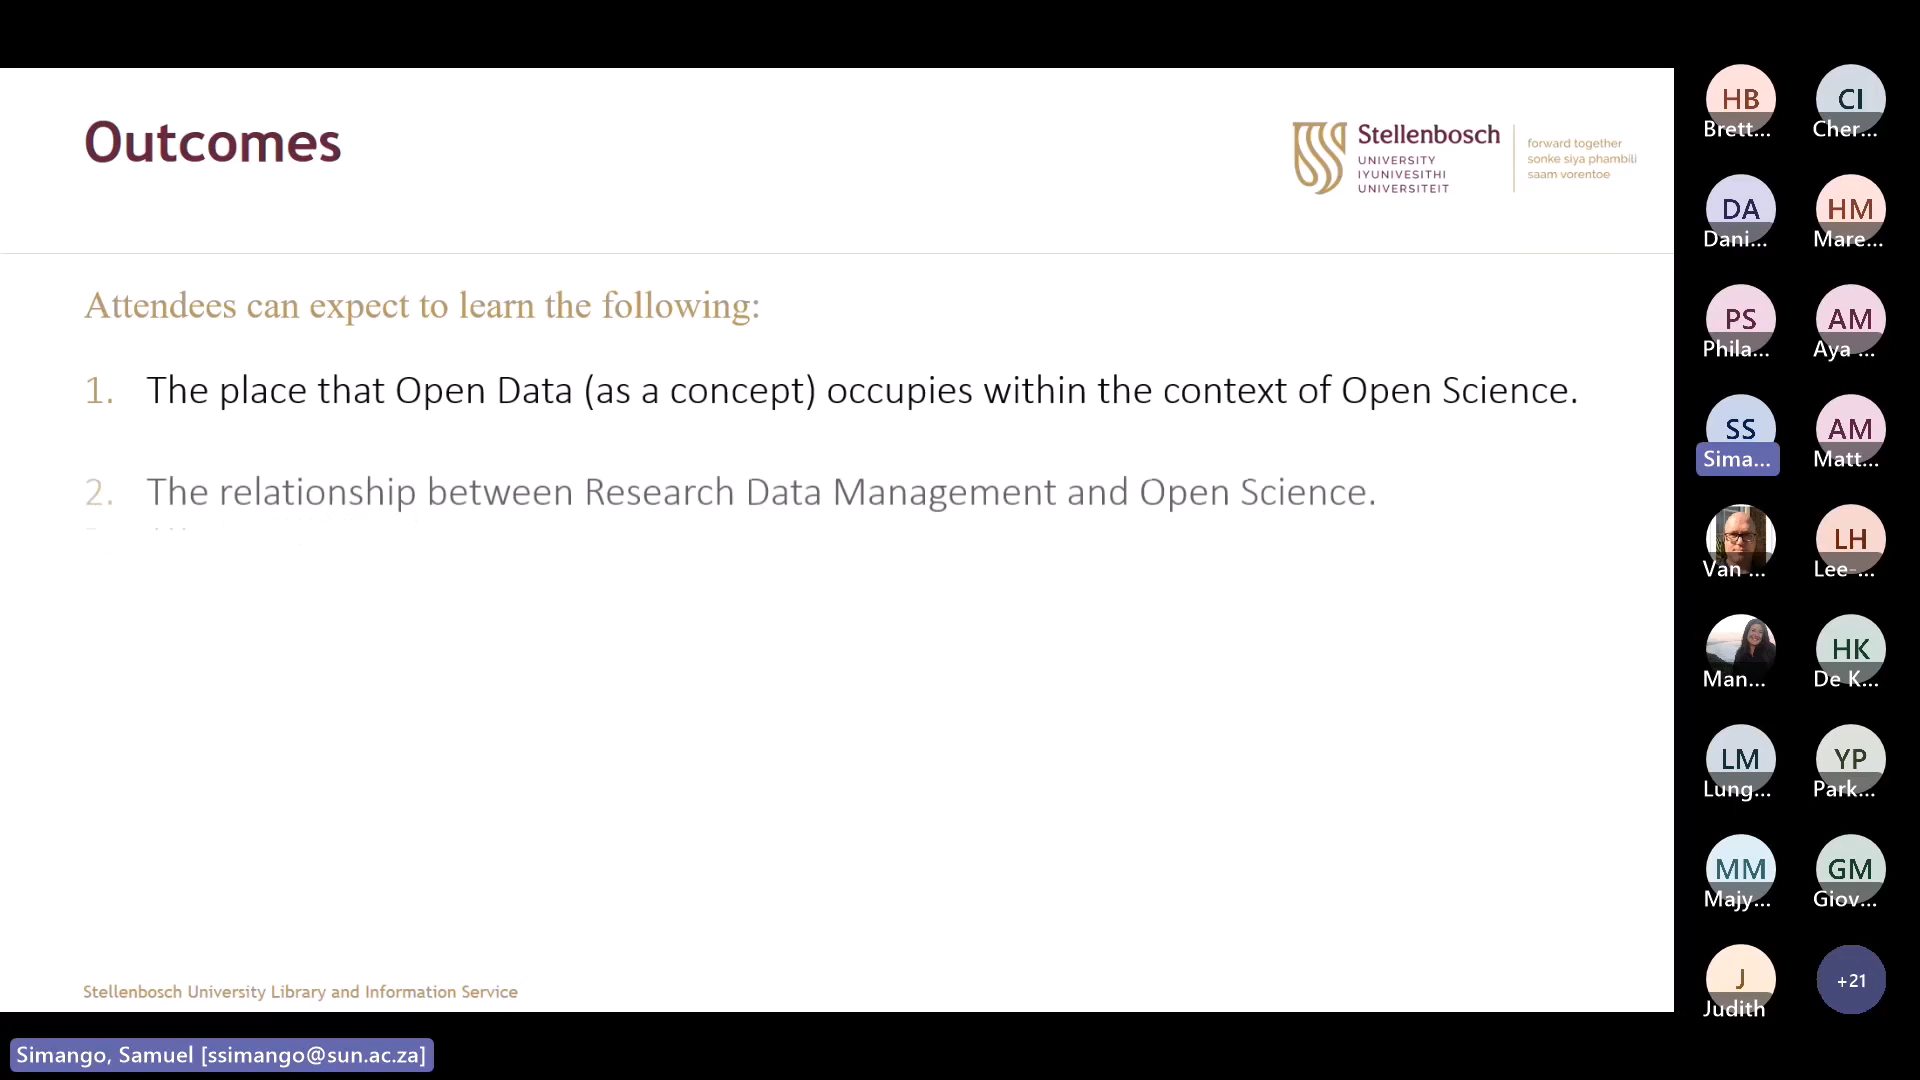 Outcomes
Stellenbosch
UNIVERSITY
IYUNIVESITHI
UNIVERSITEIT
forward together
sonke siya phambili
saam vorentoe
Attendees can expect to learn the following:
1. The place that Open Data (as a concept) occupies within the context of Open Science.
2. The relationship between Research Data Management and Open Science.
Stellenbosch University Library and Information Service
Simango, Samuel [ssimango@sun.ac.za]
HB
Brett...
CI
Cher...
DA
Dani...
HM
Mare...
PS
Phila...
AM
Aya ...
SS
Sima...
AM
Matt...
Van ...
LH
Lee-...
Man...
HK
De K...
LM
Lung...
YP
Park...
MM
Majy...
GM
Giov...
J
Judith
+21